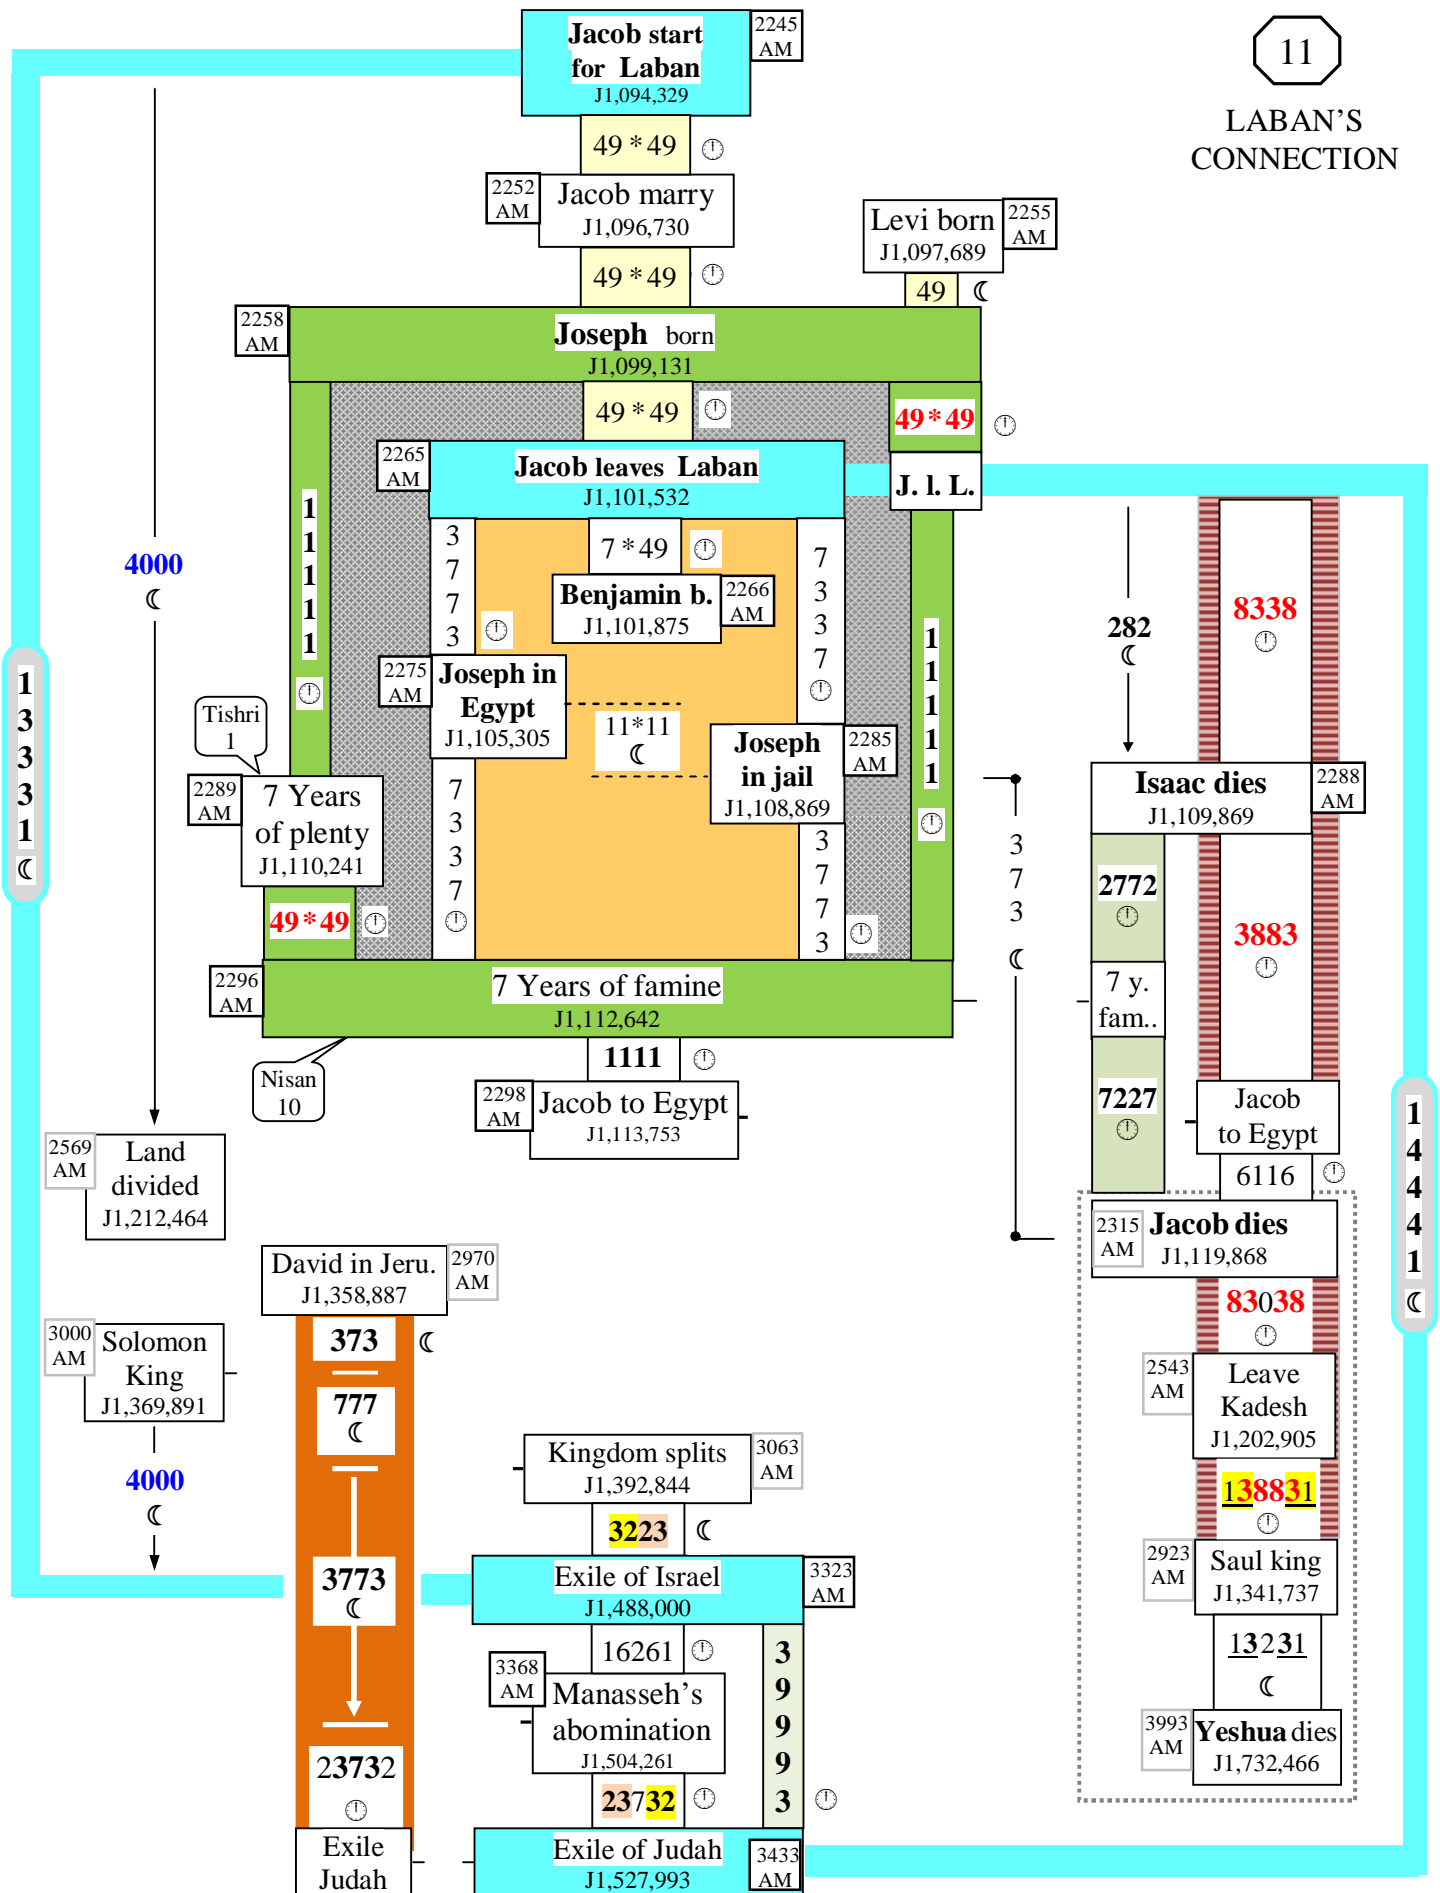 Jacob start
for Laban
J1,094,329
2245
AM
11
LABAN'S
CONNECTION
49 * 49
2252
AM
Jacob marry
J1,096,730
Levi born
J1,097,689
2255
AM
49 * 49
49 ☾
2258
AM
Joseph born
J1,099,131
49 * 49
49 * 49
2265
AM
Jacob leaves Laban
J1,101,532
J. l. L.
1
1
1
1
1
3
7
7
3
7 * 49
7
3
3
7
Benjamin b.
J1,101,875
2266
AM
4000
☾
282
☾
8338
1
1
1
1
1
2275
AM
Joseph in
Egypt
J1,105,305
1
3
3
3
1
☾
Tishri
1
11*11
☾
Joseph
in jail
J1,108,869
2285
AM
Isaac dies
J1,109,869
2288
AM
2289
AM
7 Years
of plenty
J1,110,241
7
3
3
7
3
7
7
3
3
7
3
☾
2772
3883
49 * 49
2296
AM
7 Years of famine
J1,112,642
7 y.
fam..
Nisan
10
1111
2298
AM
Jacob to Egypt
J1,113,753
7227
Jacob
to Egypt
1
4
4
4
1
☾
2569
AM
Land
divided
J1,212,464
6116
2315
AM
Jacob dies
J1,119,868
David in Jeru.
J1,358,887
2970
AM
83038
373 ☾
3000
AM
Solomon
King
J1,369,891
2543
AM
Leave
Kadesh
J1,202,905
777
☾
4000
☾
Kingdom splits
J1,392,844
3063
AM
138831
3223 ☾
3773
☾
Exile of Israel
J1,488,000
3323
AM
2923
AM
Saul king
J1,341,737
16261
3
9
9
9
3
13231
☾
3368
AM
Manasseh's
abomination
J1,504,261
3993
AM
Yeshua dies
J1,732,466
23732
23732
Exile
Judah
Exile of Judah
J1,527,993
3433
AM